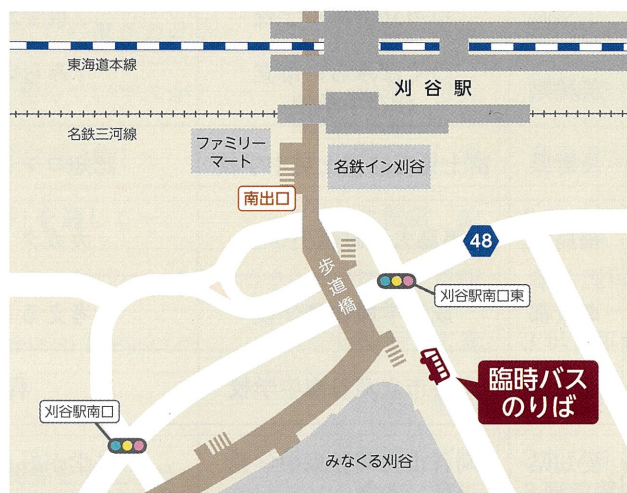 東海道本線
刈谷駅
名鉄三河線
ファミリー
マート
名鉄イン刈谷
南出口
48
歩道橋
刈谷駅南口東
臨時バス
のりば
刈谷駅南口
みなくる刈谷